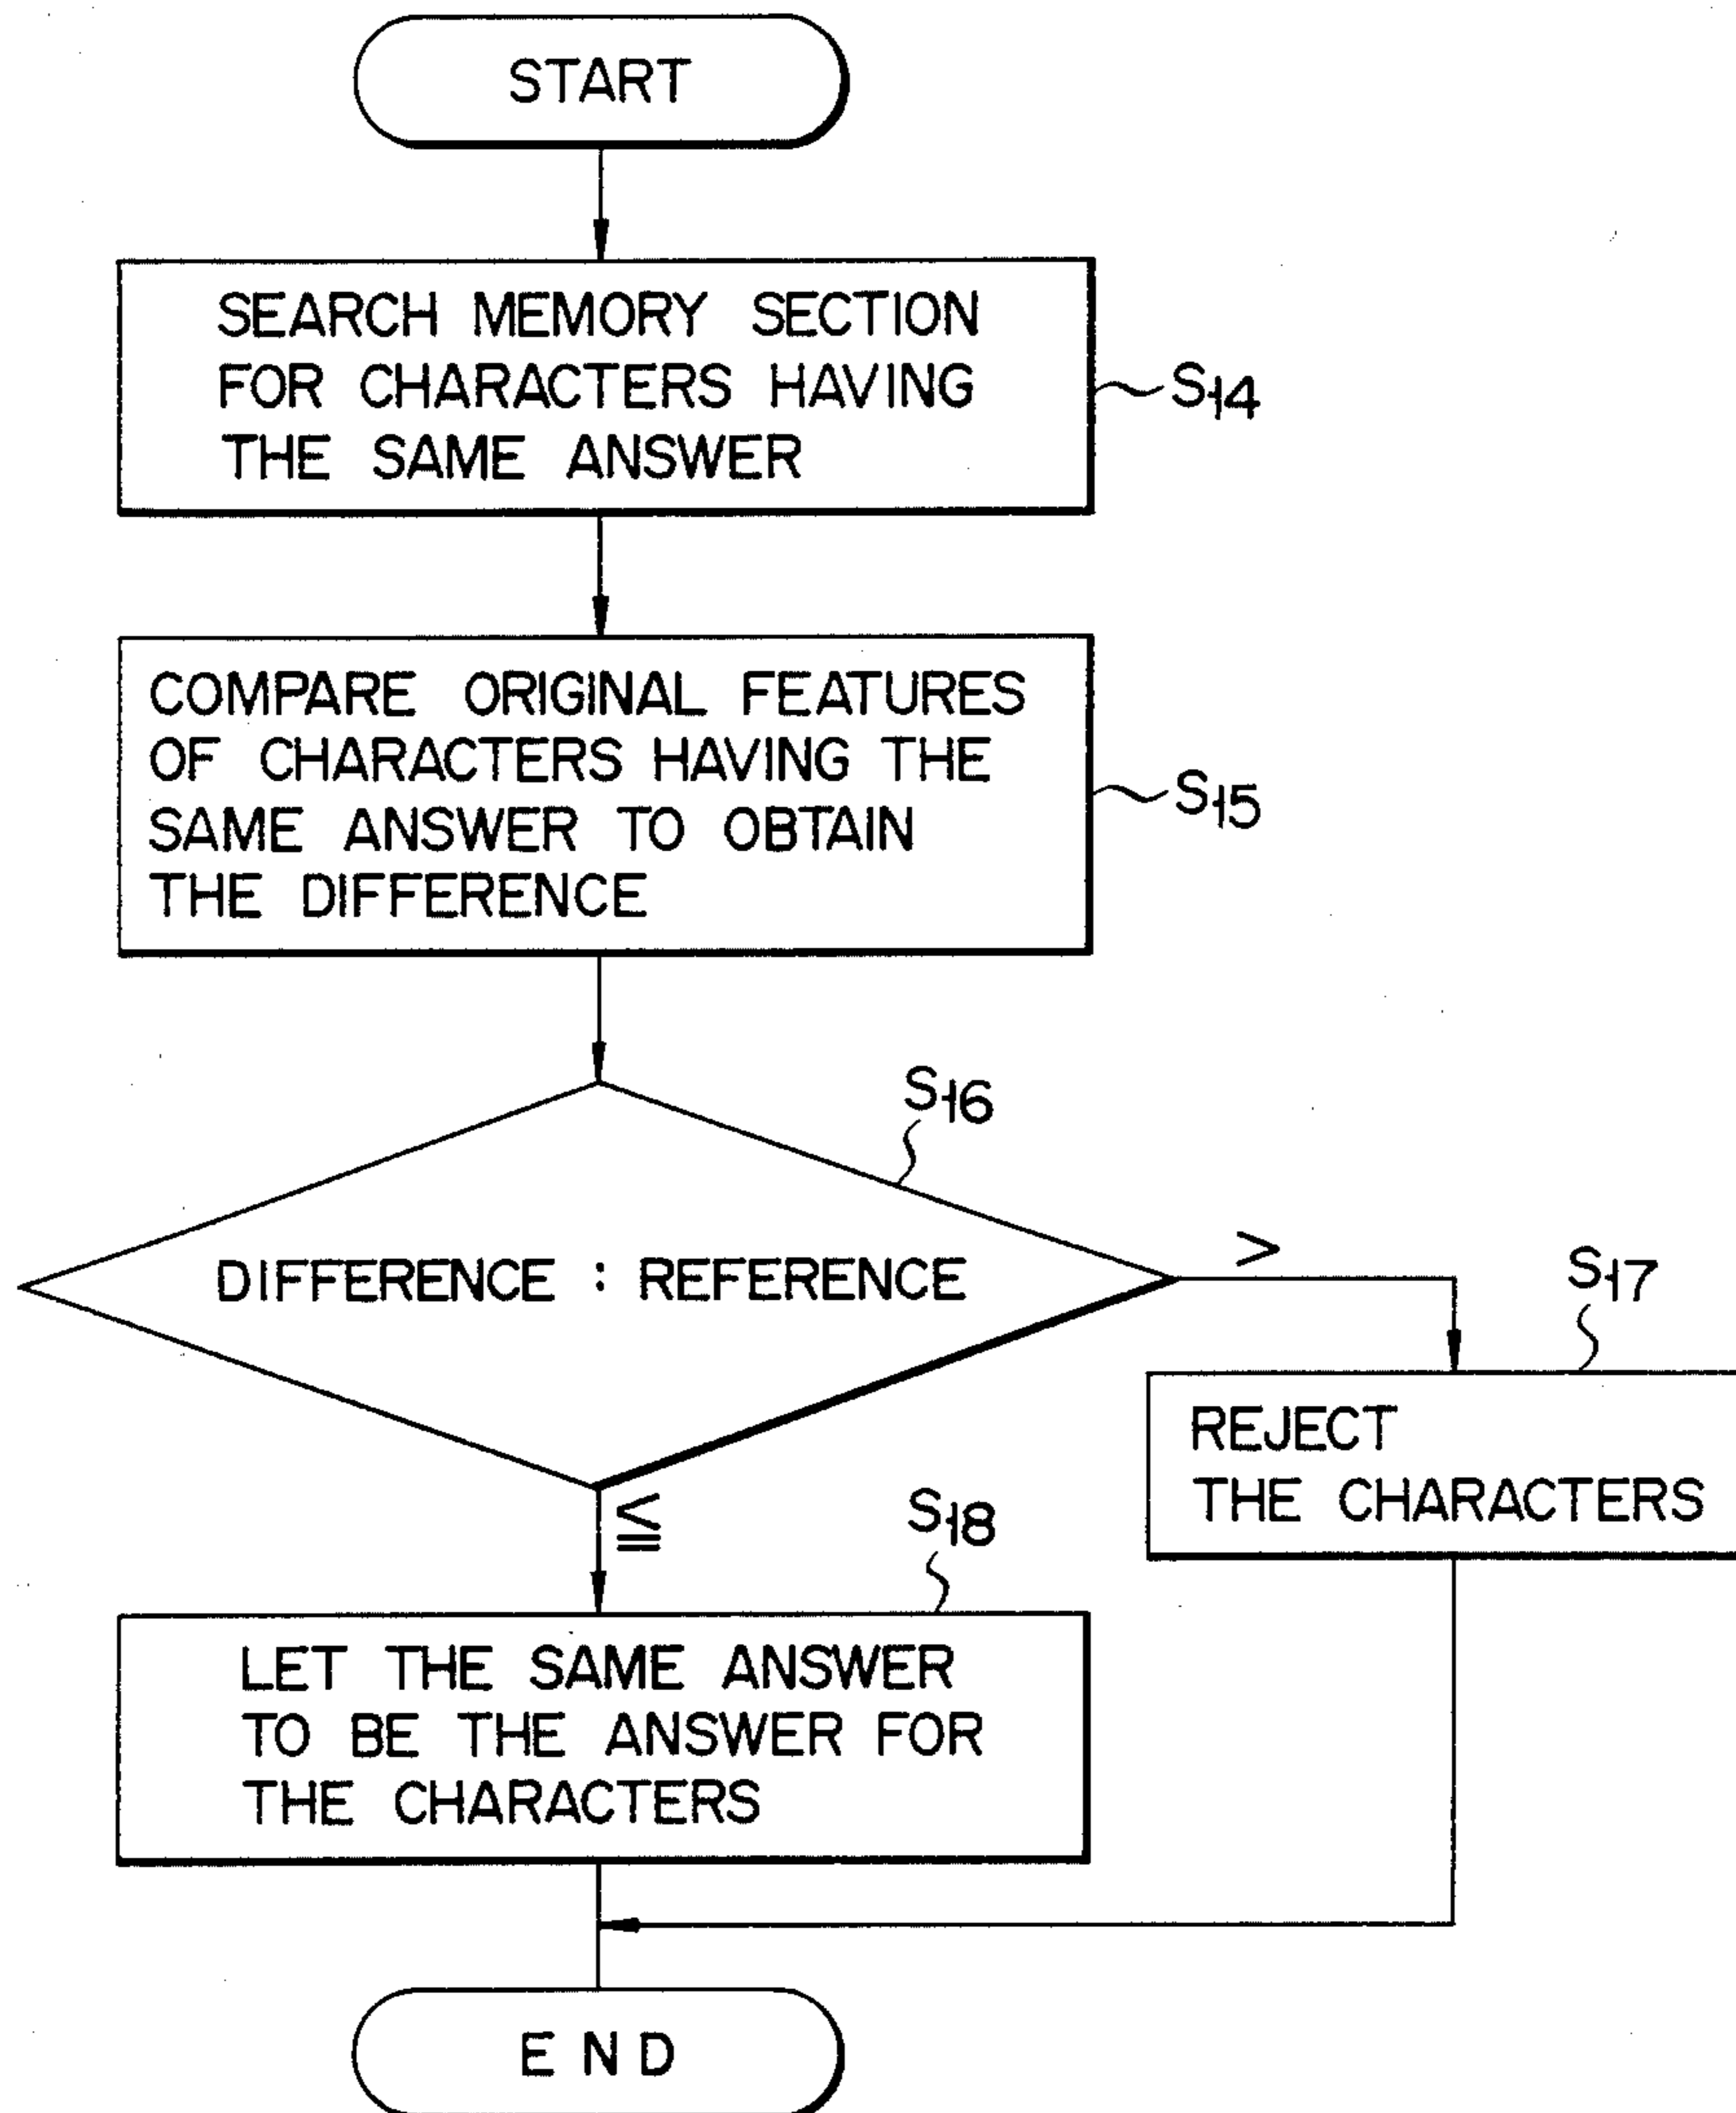 START
SEARCH MEMORY SECTION
FOR CHARACTERS HAVING
THE SAME ANSWER
S14
COMPARE ORIGINAL FEATURES
OF CHARACTERS HAVING THE
SAME ANSWER TO OBTAIN
THE DIFFERENCE
S15
S16
DIFFERENCE : REFERENCE
>
S17
REJECT
THE CHARACTERS
≦
S18
LET THE SAME ANSWER
TO BE THE ANSWER FOR
THE CHARACTERS
END